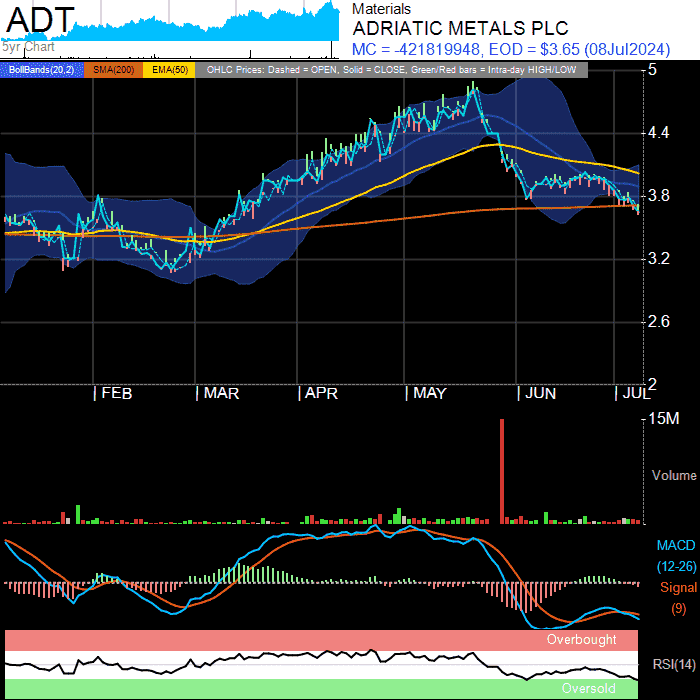 ADT
5yr Chart
Materials
ADRIATIC METALS PLC
MC = -421819948, EOD = $3.65 (08Jul2024)
BollBands(20,2) SMA(200) EMA(50) OHLC Prices: Dashed = OPEN, Solid = CLOSE, Green/Red bars = Intra-day HIGH/LOW
5
4.4
3.8
3.2
2.6
2
| FEB | MAR | APR | MAY | JUN | JUL
15M
Volume
MACD
(12-26)
Signal
(9)
Overbought
RSI(14)
Oversold